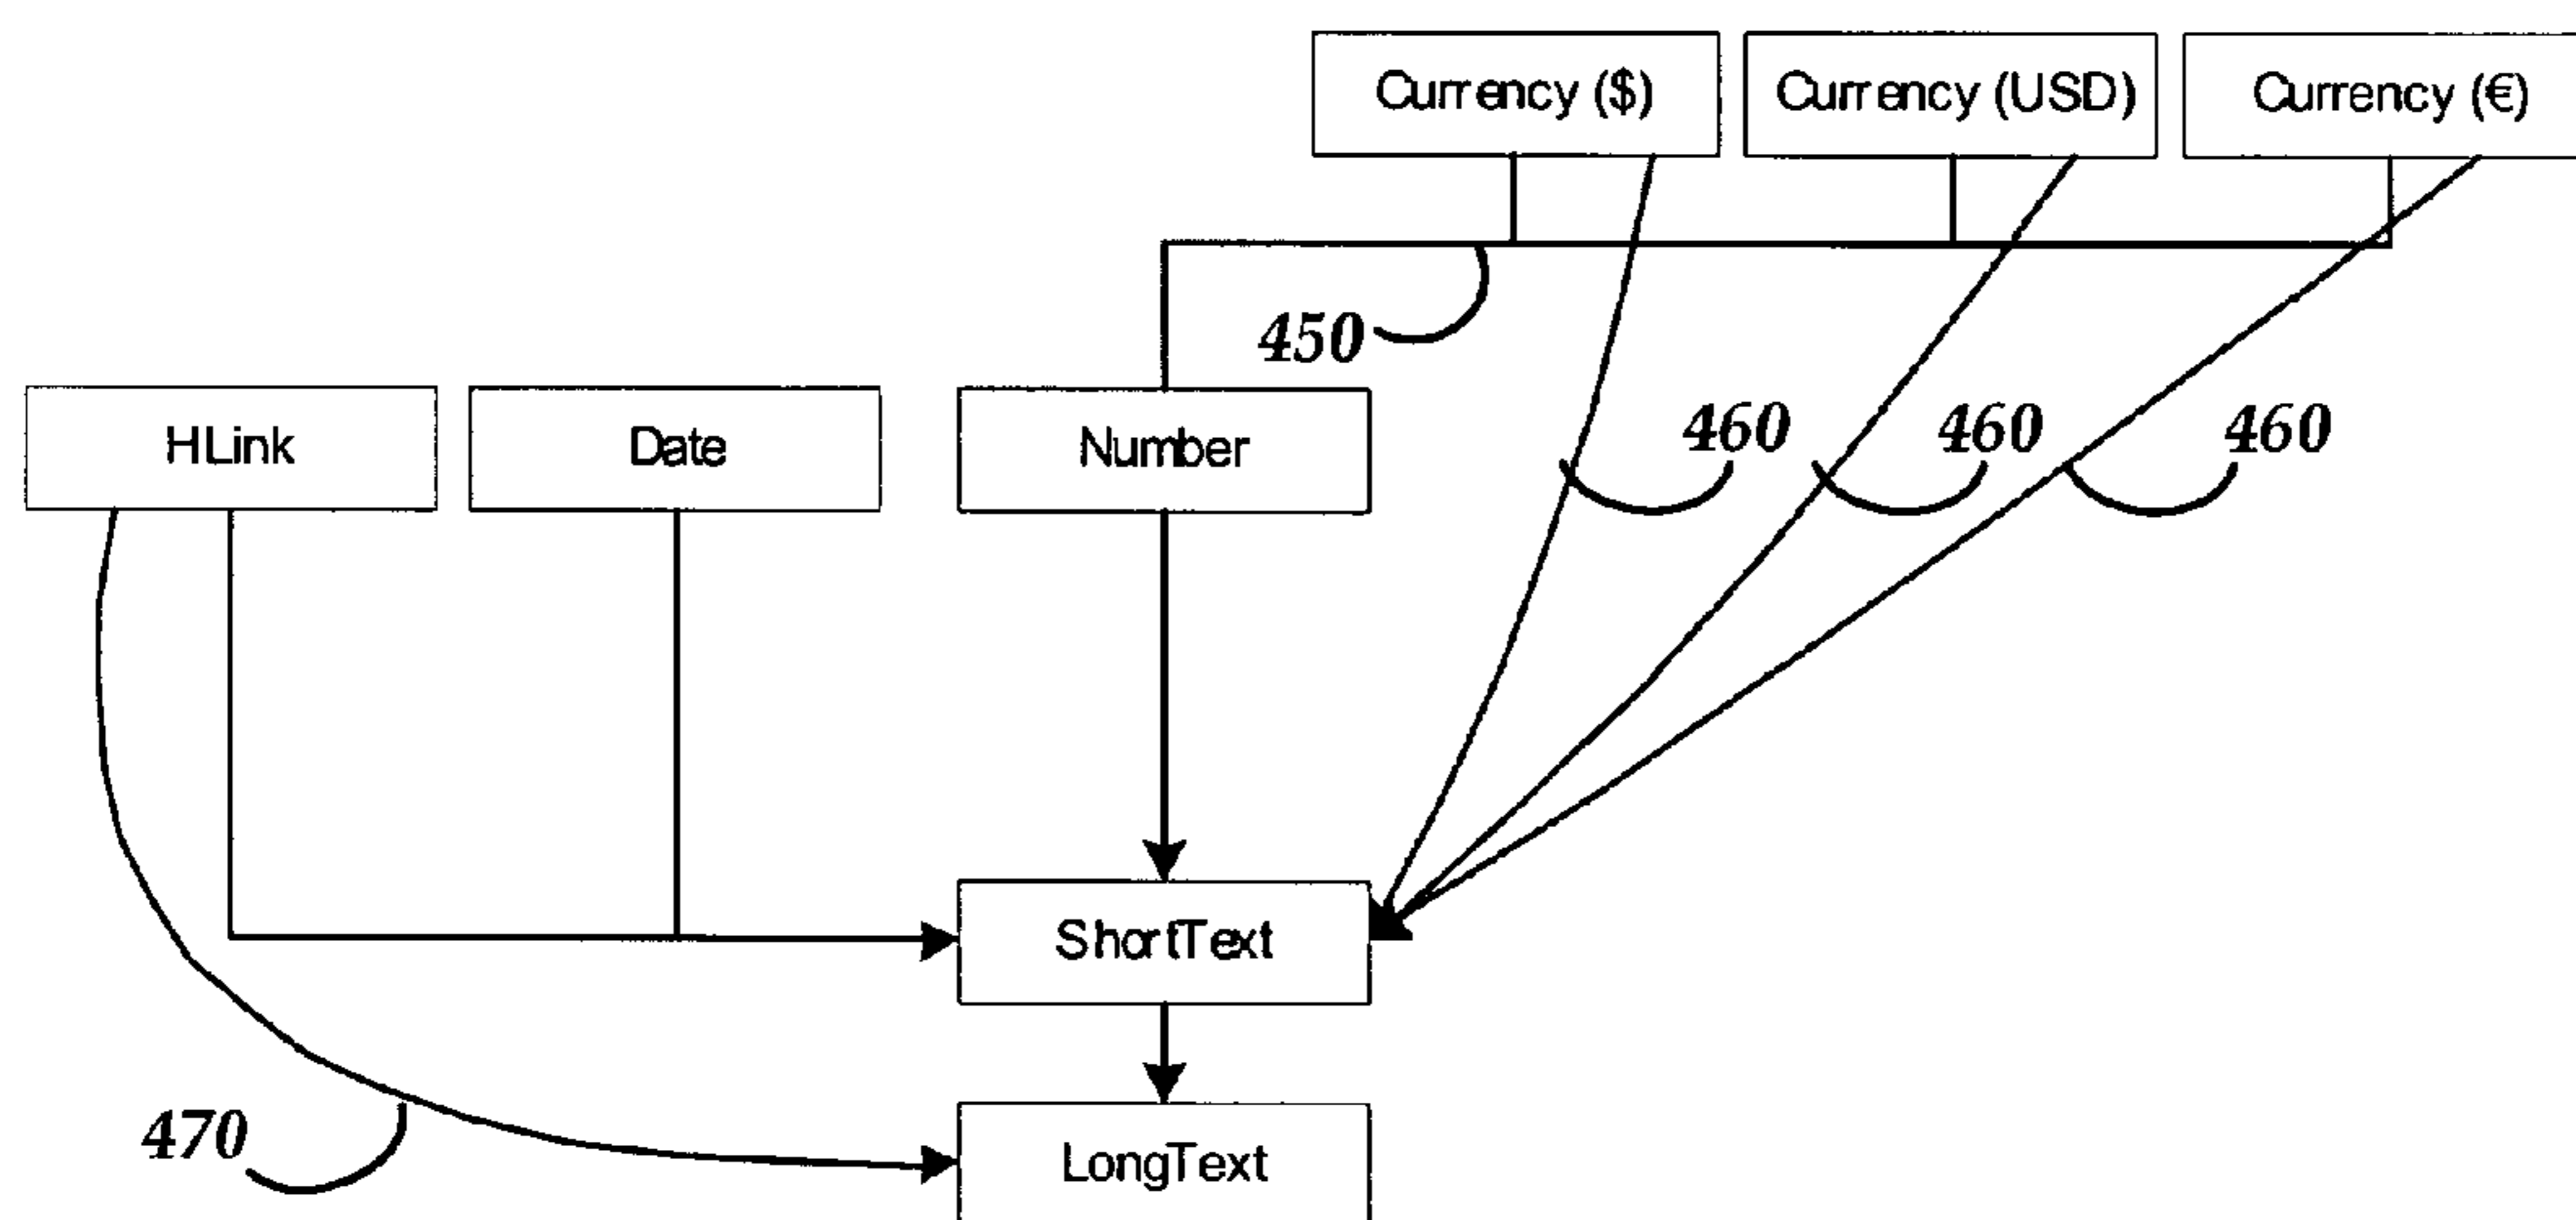 Currency ($) Currency (USD) Currency (€)
450
HLink Date Number 460 460 460
ShortText
470 LongText